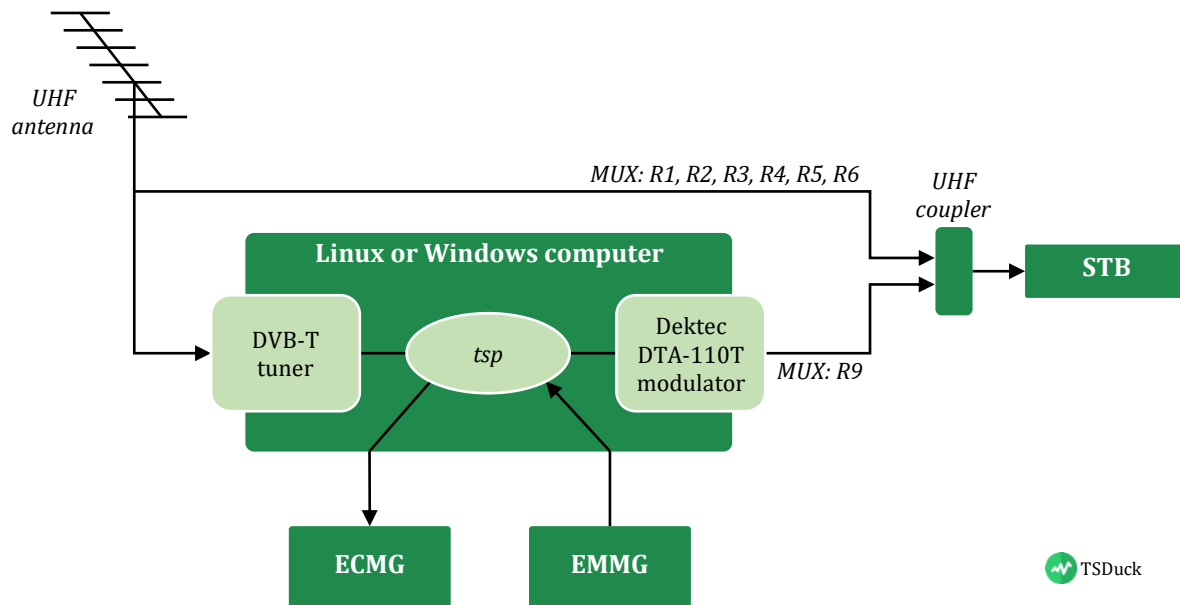 UHF
antenna
MUX: R1, R2, R3, R4, R5, R6
UHF
coupler
Linux or Windows computer
STB
DVB-T
tuner
tsp
Dektec
DTA-110T
modulator
MUX: R9
ECMG
EMMG
TSDuck